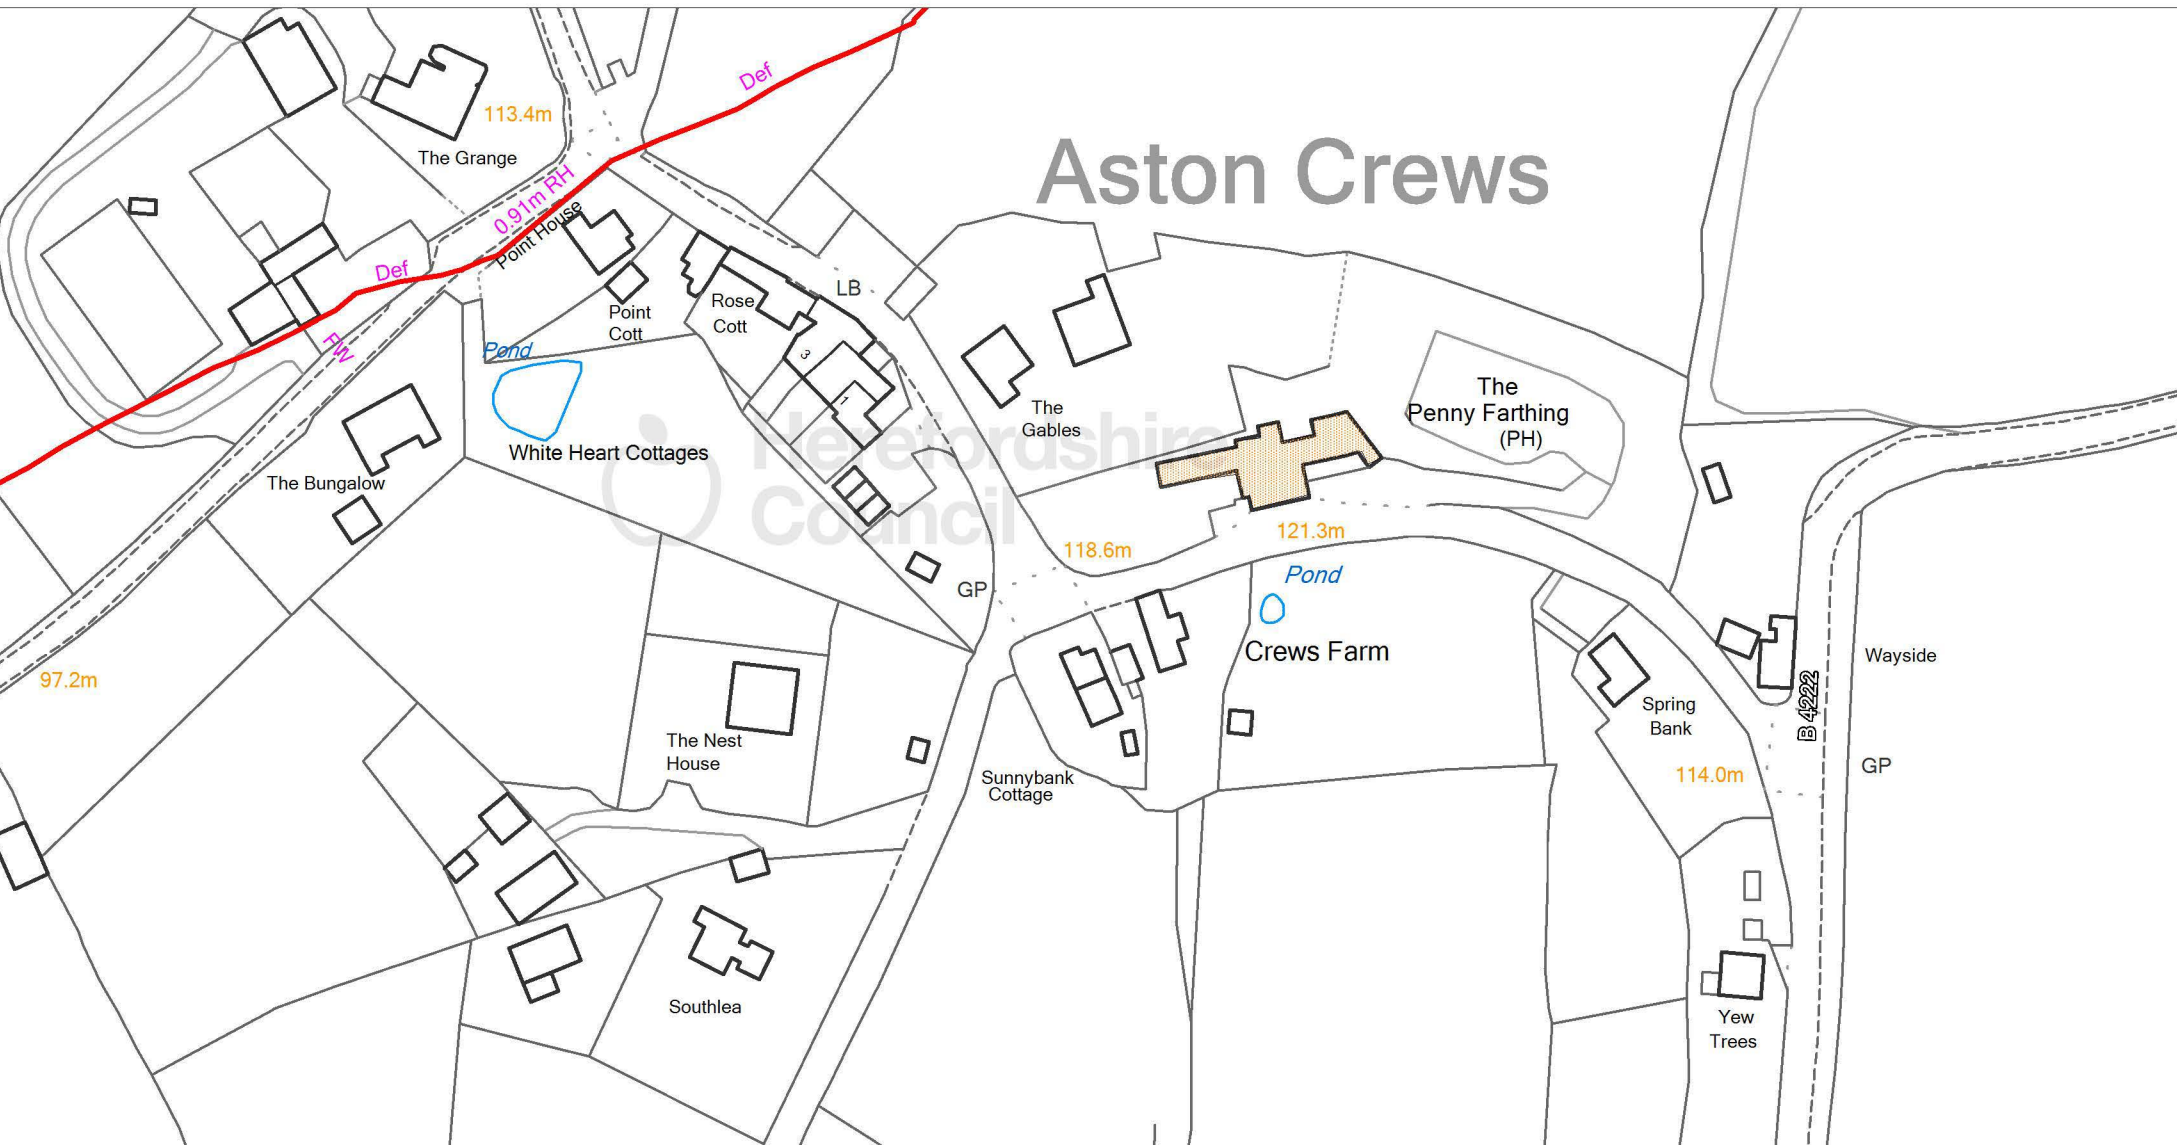 Def
Aston Crews
113.4m
The Grange
0.91m RH
Point House
Def
LB
Rose
Cott
Point
Cott
FW
Pond
3
1
The
Gables
The
Penny Farthing
(PH)
White Heart Cottages
Herefordshire
Council
The Bungalow
121.3m
118.6m
Pond
GP
Crews Farm
Wayside
97.2m
B 4222
Spring
Bank
The Nest
House
114.0m
GP
Sunnybank
Cottage
Southlea
Yew
Trees